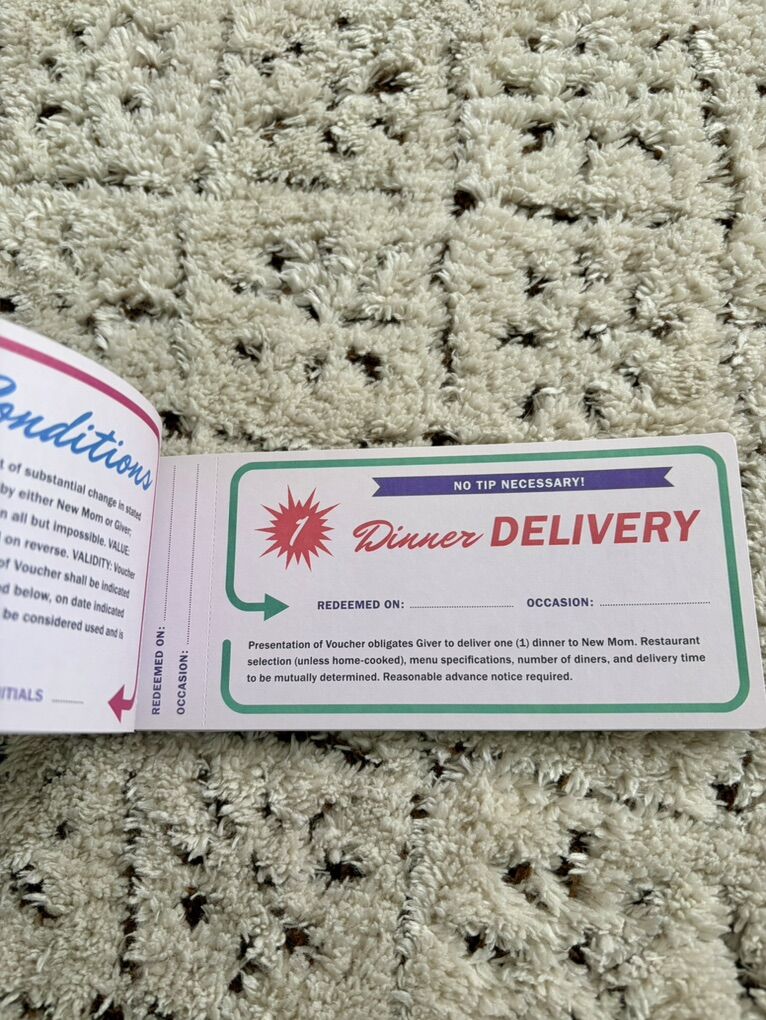 Conditions
t of substantial change in stated
by either New Mom or Giver;
n all but impossible. VALUE:
on reverse. VALIDITY: Voucher
of Voucher shall be indicated
d below, on date indicated
be considered used and is
ITIALS
REDEEMED ON:
OCCASION:
NO TIP NECESSARY!
1
Dinner DELIVERY
REDEEMED ON: OCCASION:
Presentation of Voucher obligates Giver to deliver one (1) dinner to New Mom. Restaurant
selection (unless home-cooked), menu specifications, number of diners, and delivery time
to be mutually determined. Reasonable advance notice required.